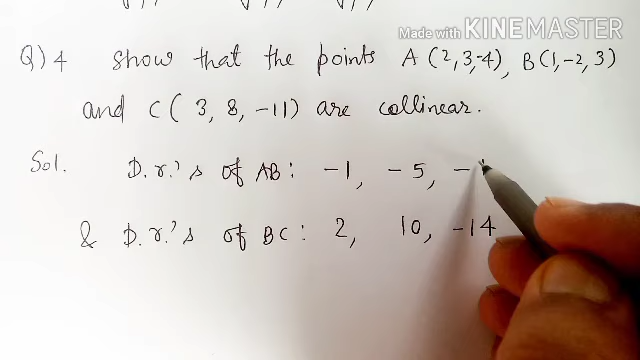 Made with KINEMASTER
Q) 4 show that the points A (2, 3, -4), B (1, -2, 3)
and C ( 3, 8, -11) are collinear.
Sol. D.r.'s of AB : -1, -5, -
& D.r.'s of BC : 2, 10, -14